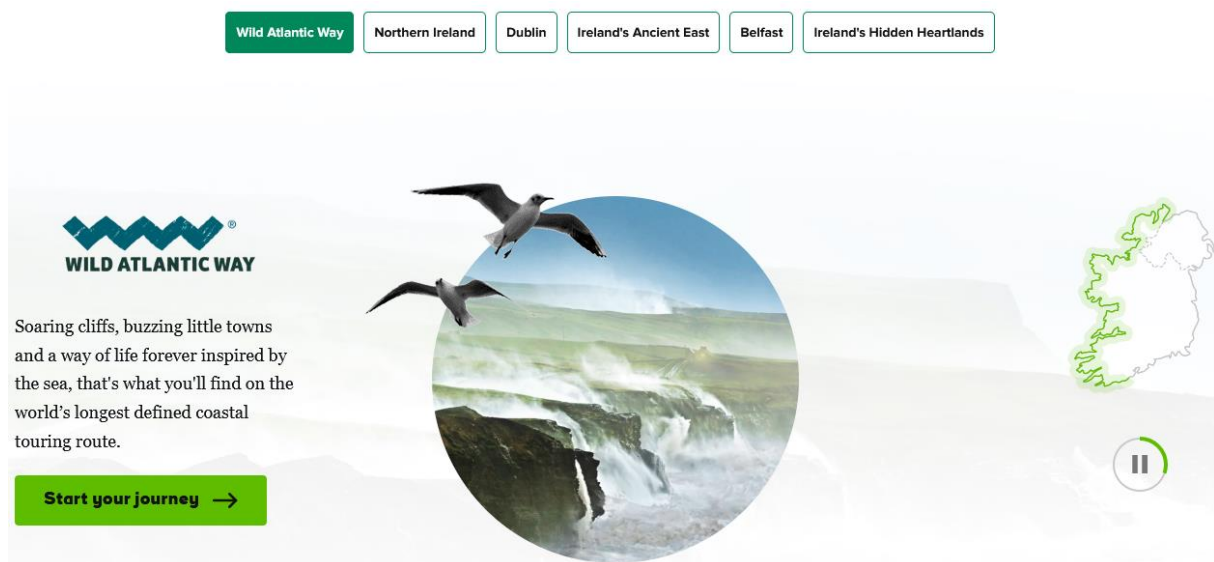 Wild Atlantic Way
Northern Ireland
Dublin
Ireland's Ancient East
Belfast
Ireland's Hidden Heartlands
®
WILD ATLANTIC WAY
Soaring cliffs, buzzing little towns
and a way of life forever inspired by
the sea, that's what you'll find on the
world’s longest defined coastal
touring route.
Start your journey →